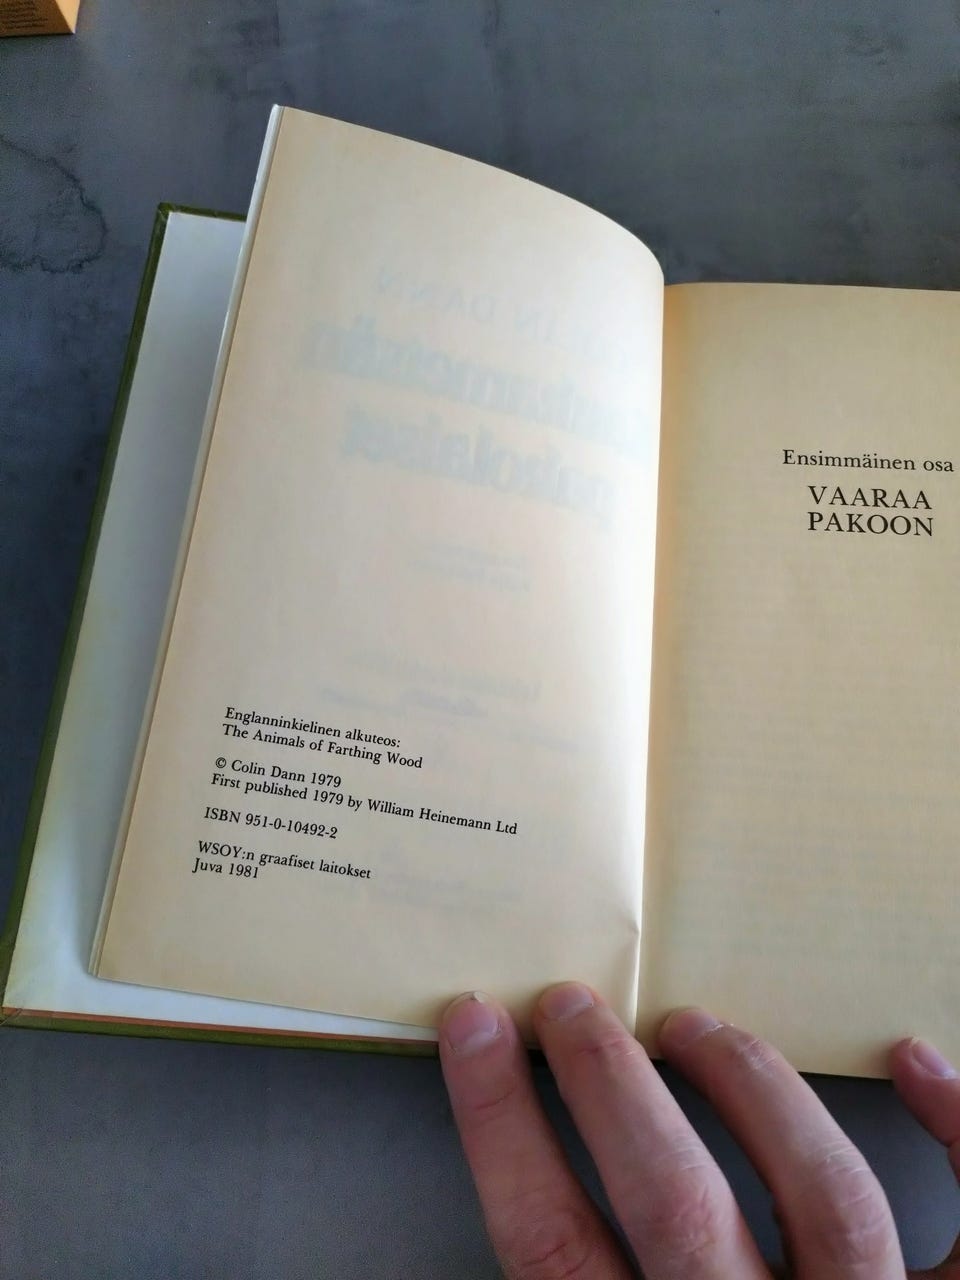 Englanninkielinen alkuteos:
The Animals of Farthing Wood
© Colin Dann 1979
First published 1979 by William Heinemann Ltd
ISBN 951-0-10492-2
WSOY:n graafiset laitokset
Juva 1981
Ensimmäinen osa
VAARAA
PAKOON